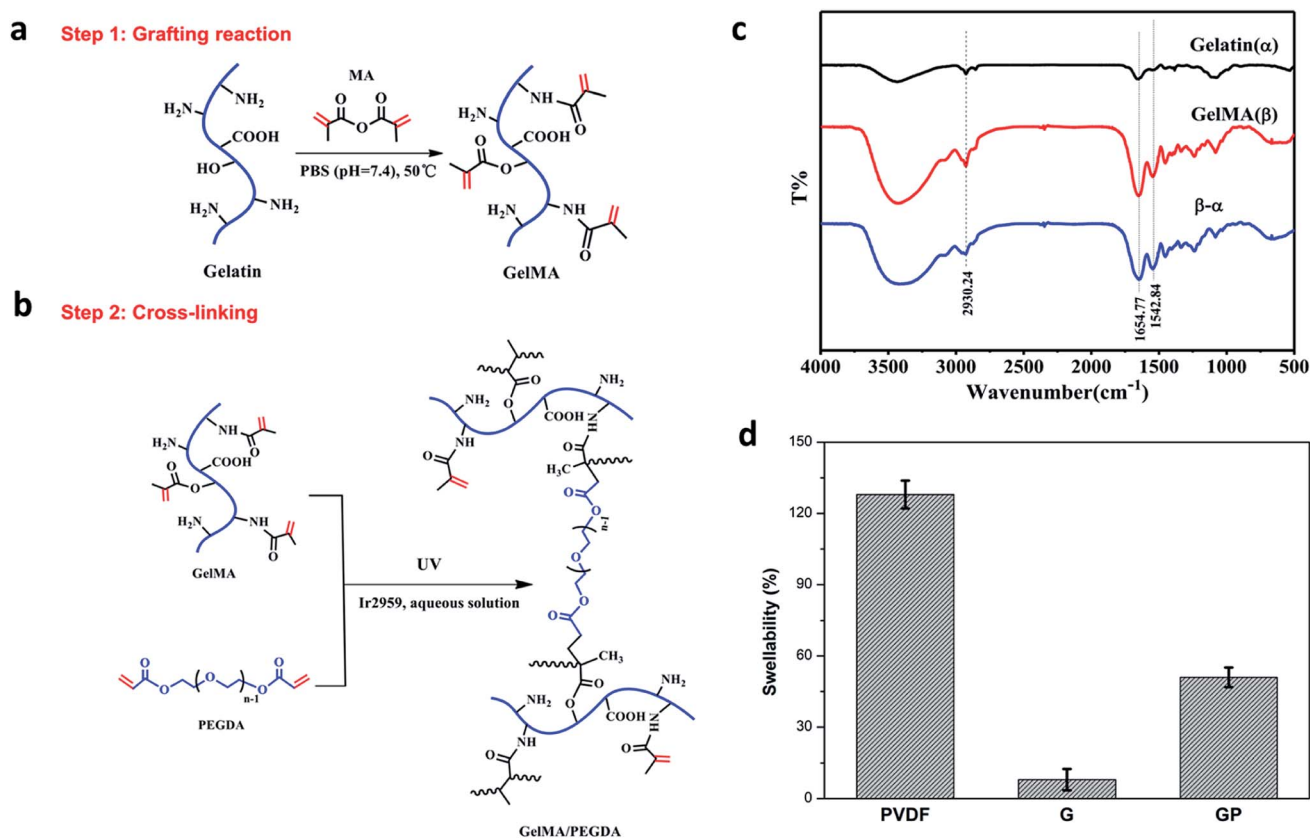 a
Step 1: Grafting reaction
MA
NH2
H2N
COOH
HO
H2N
NH2
O
O
O
PBS (pH=7.4), 50℃
Gelatin
H2N
NH
O
COOH
O
O
H2N
NH
O
GelMA
b
Step 2: Cross-linking
H2N
NH
O
COOH
O
O
H2N
NH
O
GelMA
O
O
O
n-1
O
O
PEGDA
UV
Ir2959, aqueous solution
NH2
O
O
NH2
COOH
NH
HN
O
O
H3C
O
O
n-1
O
O
O
CH3
O
O
NH2
NH2
COOH
NH
NH
O
O
GelMA/PEGDA
c
Gelatin(α)
GelMA(β)
β-α
T%
2930.24
1654.77
1542.84
4000 3500 3000 2500 2000 1500 1000 500
Wavenumber(cm⁻¹)
d
150
120
90
60
30
0
Swellability (%)
PVDF G GP